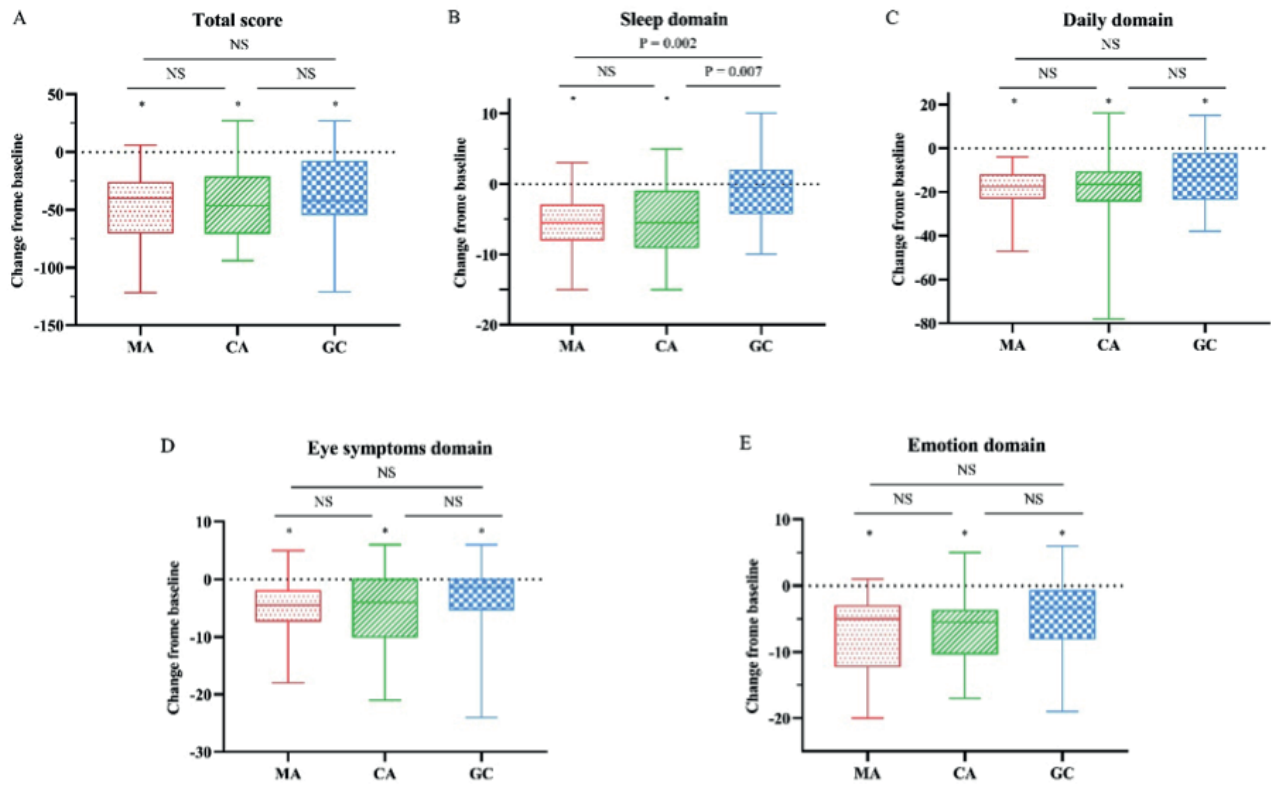 A
Total score
NS
NS
NS
50
*
*
*
0
-50
-100
-150
Change frome baseline
MA
CA
GC
B
Sleep domain
P = 0.002
NS
P = 0.007
*
*
10
0
-10
-20
Change frome baseline
MA
CA
GC
C
Daily domain
NS
NS
NS
20
*
*
*
0
-20
-40
-60
-80
Change frome baseline
MA
CA
GC
D
Eye symptoms domain
NS
NS
NS
10
*
*
*
0
-10
-20
-30
Change frome baseline
MA
CA
GC
E
Emotion domain
NS
NS
NS
10
*
*
*
0
-10
-20
Change frome baseline
MA
CA
GC